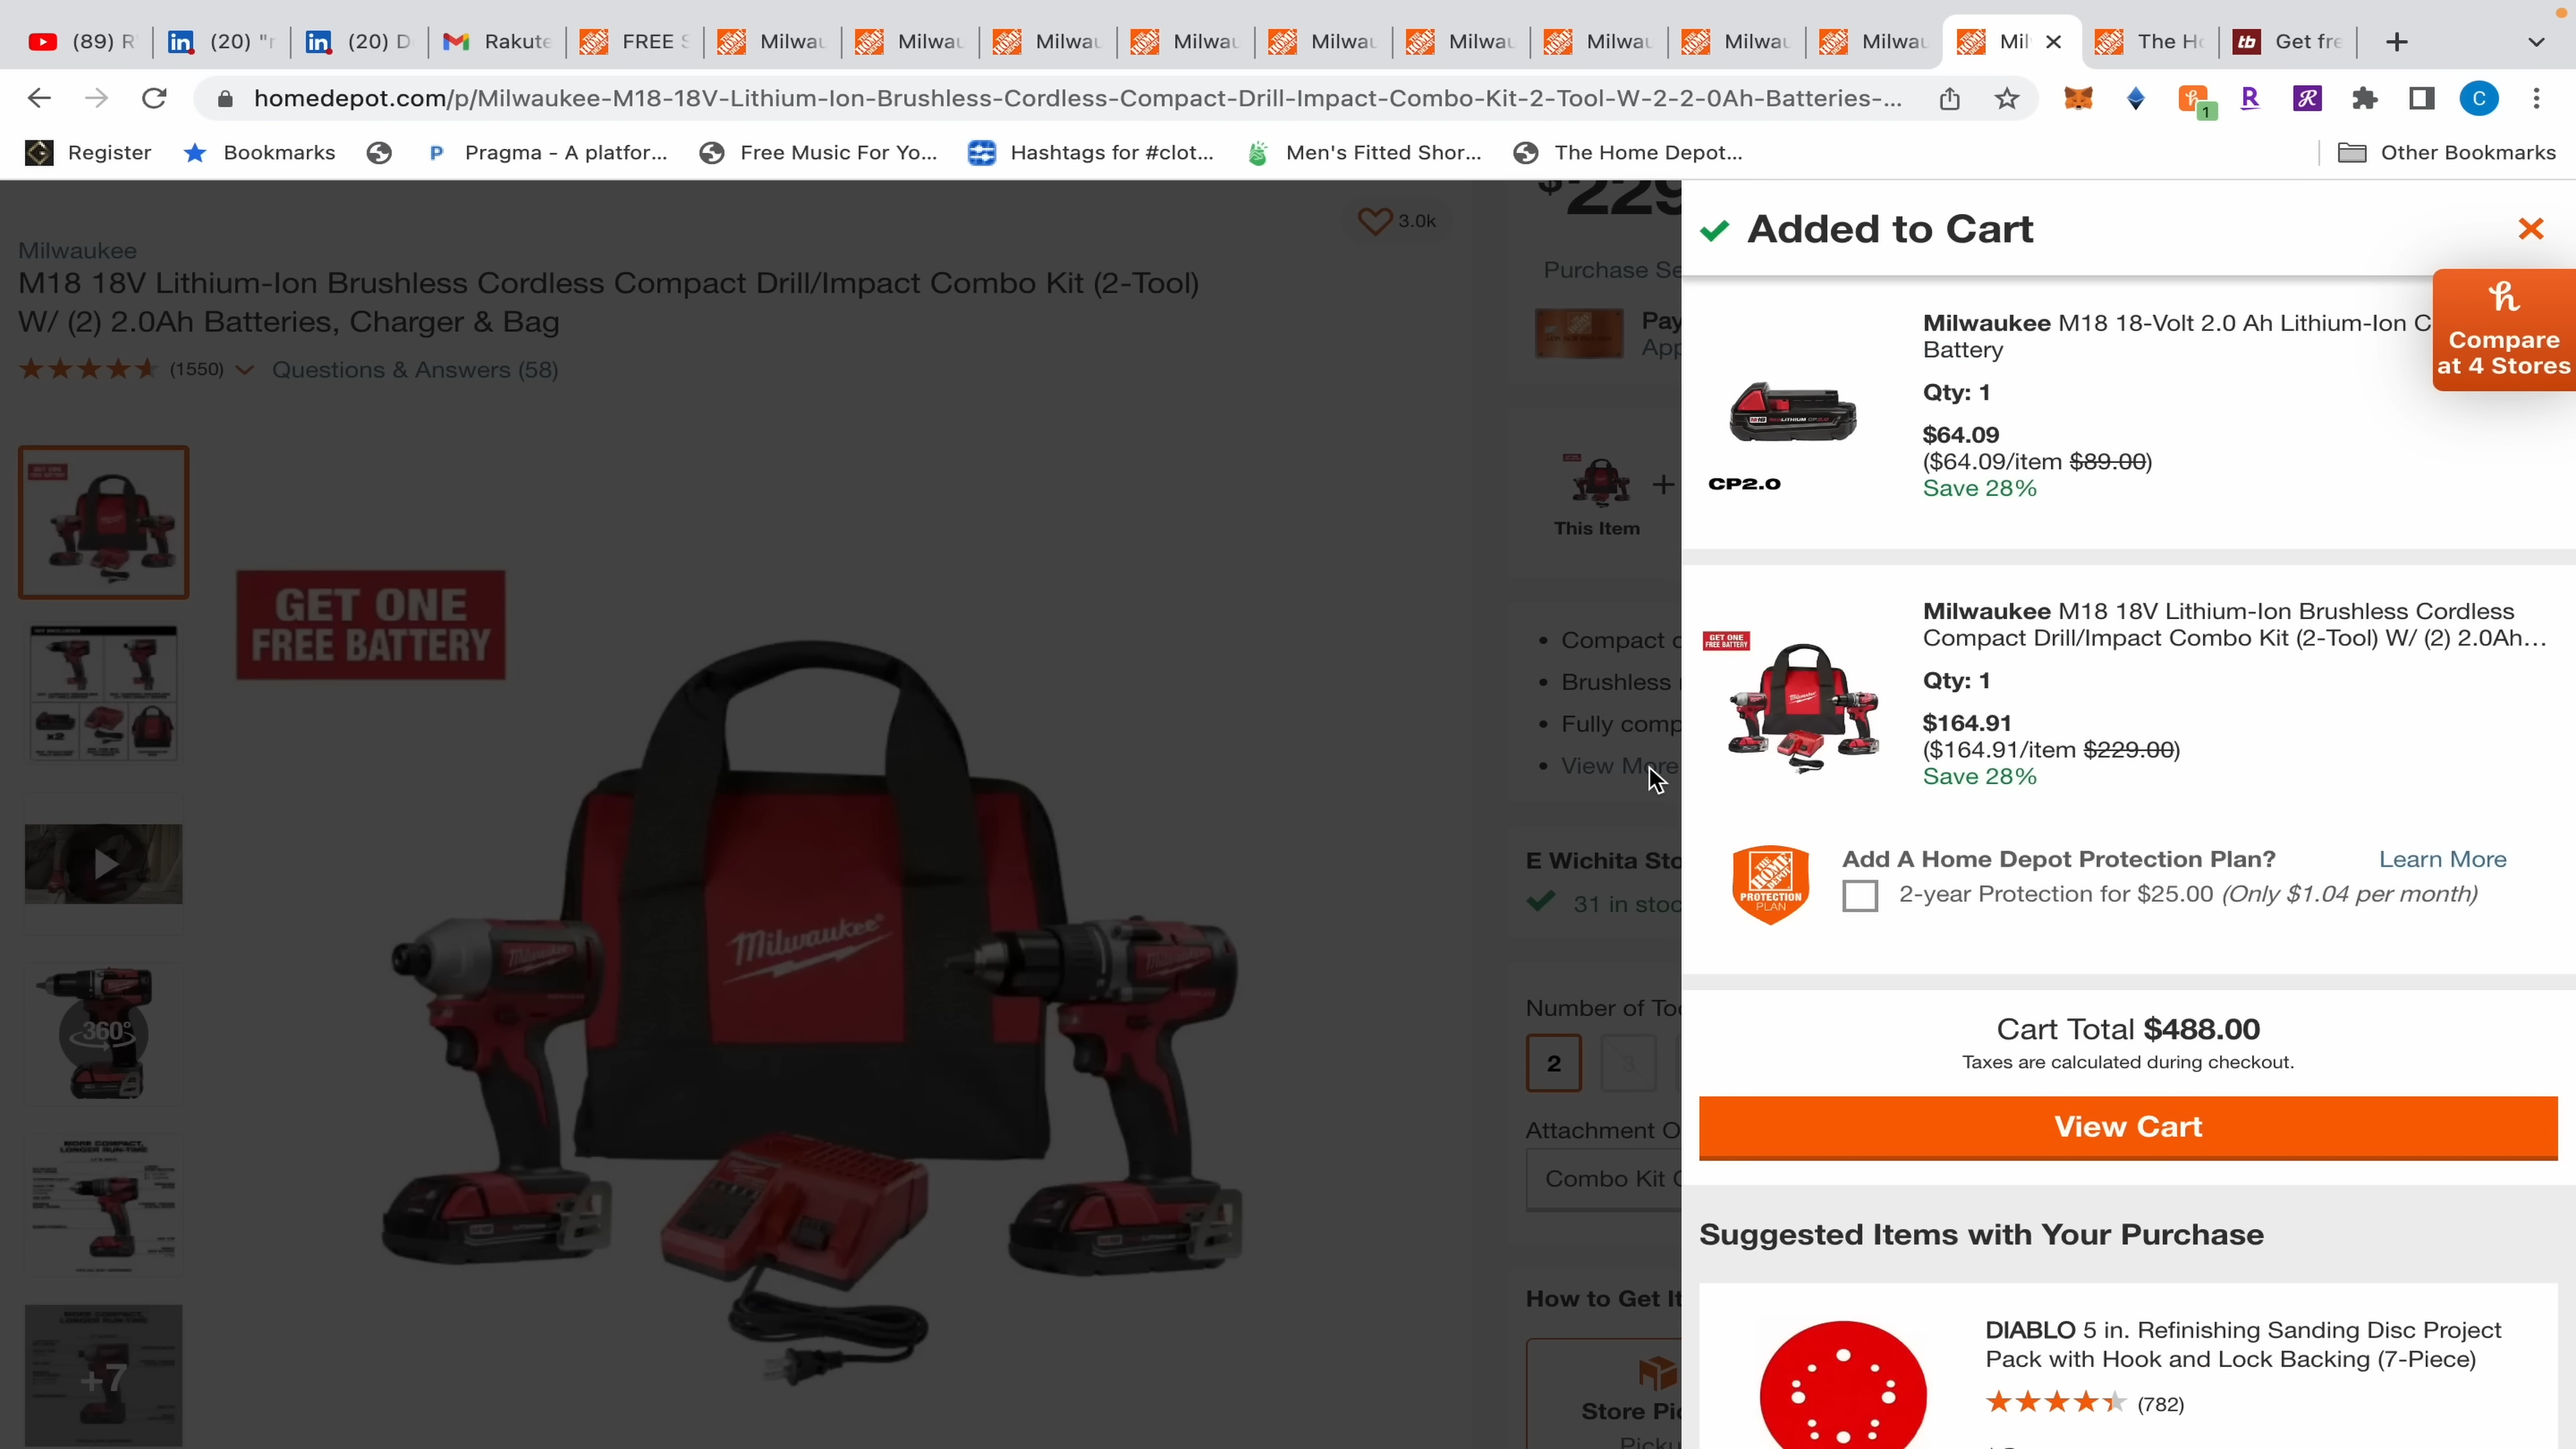 (89) R
(20) "r
(20) D
Rakute
FREE S
Milwau
Milwau
Milwau
Milwau
Milwau
Milwau
Milwau
Milwau
Milwau
Mil
The Ho
tb
Get fre
homedepot.com/p/Milwaukee-M18-18V-Lithium-Ion-Brushless-Cordless-Compact-Drill-Impact-Combo-Kit-2-Tool-W-2-2-0Ah-Batteries-...
1
R
C
Register
Bookmarks
Pragma - A platfor...
Free Music For Yo...
Hashtags for #clot...
Men's Fitted Shor...
The Home Depot...
Other Bookmarks
3.0k
Milwaukee
M18 18V Lithium-Ion Brushless Cordless Compact Drill/Impact Combo Kit (2-Tool)
W/ (2) 2.0Ah Batteries, Charger & Bag
(1550)
Questions & Answers (58)
GET ONE
FREE BATTERY
Milwaukee
360°
+7
$229
Purchase Se
Pay
App
This Item
Compact c
Brushless
Fully comp
View More
E Wichita Sto
31 in stoc
Number of Too
2
3
Attachment O
Combo Kit C
How to Get It
Store Pic
Pickup
Added to Cart
Compare
at 4 Stores
Milwaukee M18 18-Volt 2.0 Ah Lithium-Ion C
Battery
Qty: 1
$64.09
($64.09/item $89.00)
Save 28%
CP2.0
GET ONE
FREE BATTERY
Milwaukee M18 18V Lithium-Ion Brushless Cordless
Compact Drill/Impact Combo Kit (2-Tool) W/ (2) 2.0Ah...
Qty: 1
$164.91
($164.91/item $229.00)
Save 28%
THE HOME DEPOT
PROTECTION
PLAN
Add A Home Depot Protection Plan?
Learn More
2-year Protection for $25.00 (Only $1.04 per month)
Cart Total $488.00
Taxes are calculated during checkout.
View Cart
Suggested Items with Your Purchase
DIABLO 5 in. Refinishing Sanding Disc Project
Pack with Hook and Lock Backing (7-Piece)
(782)